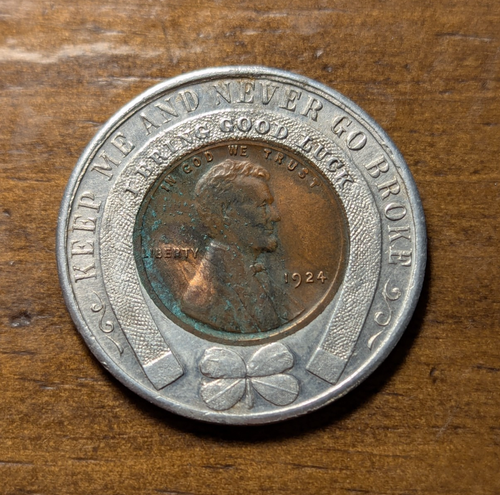 KEEP ME AND NEVER GO BROKE
I BRING GOOD LUCK
IN GOD WE TRUST
LIBERTY
1924